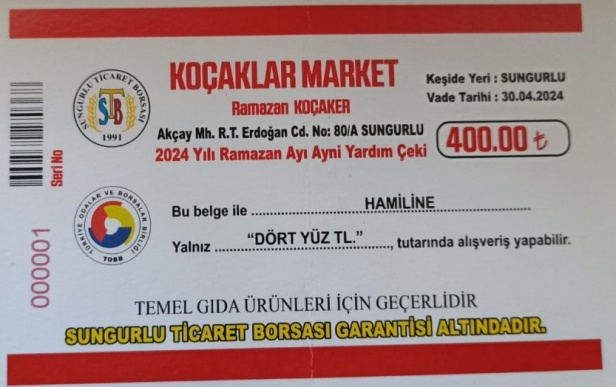 KOÇAKLAR MARKET
Ramazan KOÇAKER
Akçay Mh. R.T. Erdoğan Cd. No: 80/A SUNGURLU
2024 Yılı Ramazan Ayı Ayni Yardım Çeki
Keşide Yeri : SUNGURLU
Vade Tarihi : 30.04.2024
400.00 ₺
SUNGURLU TİCARET BORSASI
STB
1991
Seri No
000001
TÜRKİYE ODALAR VE BORSALAR BİRLİĞİ
TOBB
Bu belge ile ........ HAMİLİNE ........
Yalnız ........ “DÖRT YÜZ TL.” ........, tutarında alışveriş yapabilir.
TEMEL GIDA ÜRÜNLERİ İÇİN GEÇERLİDİR
SUNGURLU TİCARET BORSASI GARANTİSİ ALTINDADIR.